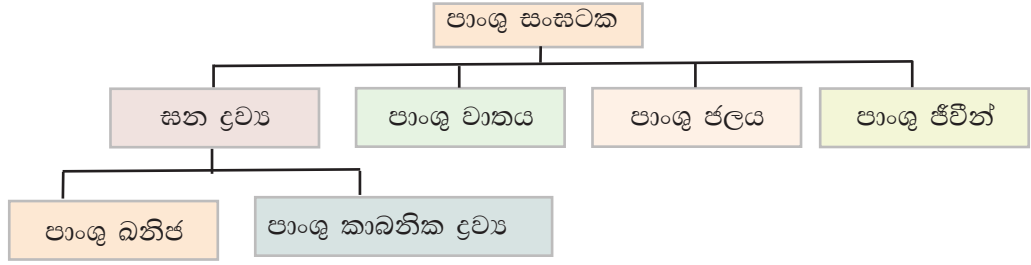 පාංශු සංඝටක
ඝන ද්‍රව්‍ය
පාංශු වාතය
පාංශු ජලය
පාංශු ජීවීන්
පාංශු ඛනිජ
පාංශු කාබනික ද්‍රව්‍ය